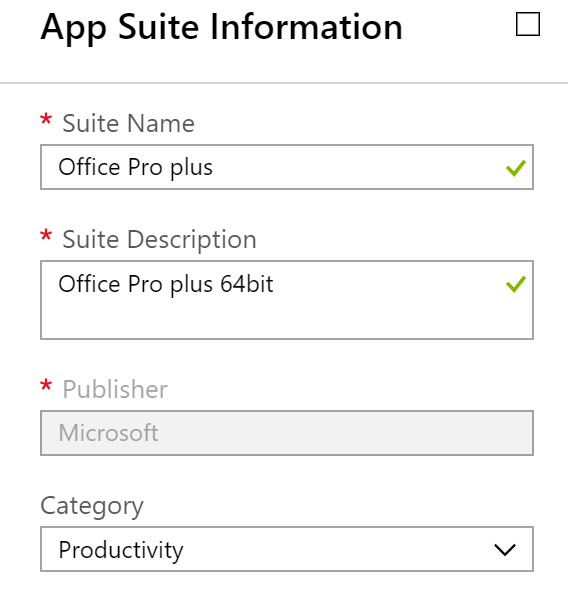 App Suite Information
* Suite Name
Office Pro plus
* Suite Description
Office Pro plus 64bit
* Publisher
Microsoft
Category
Productivity